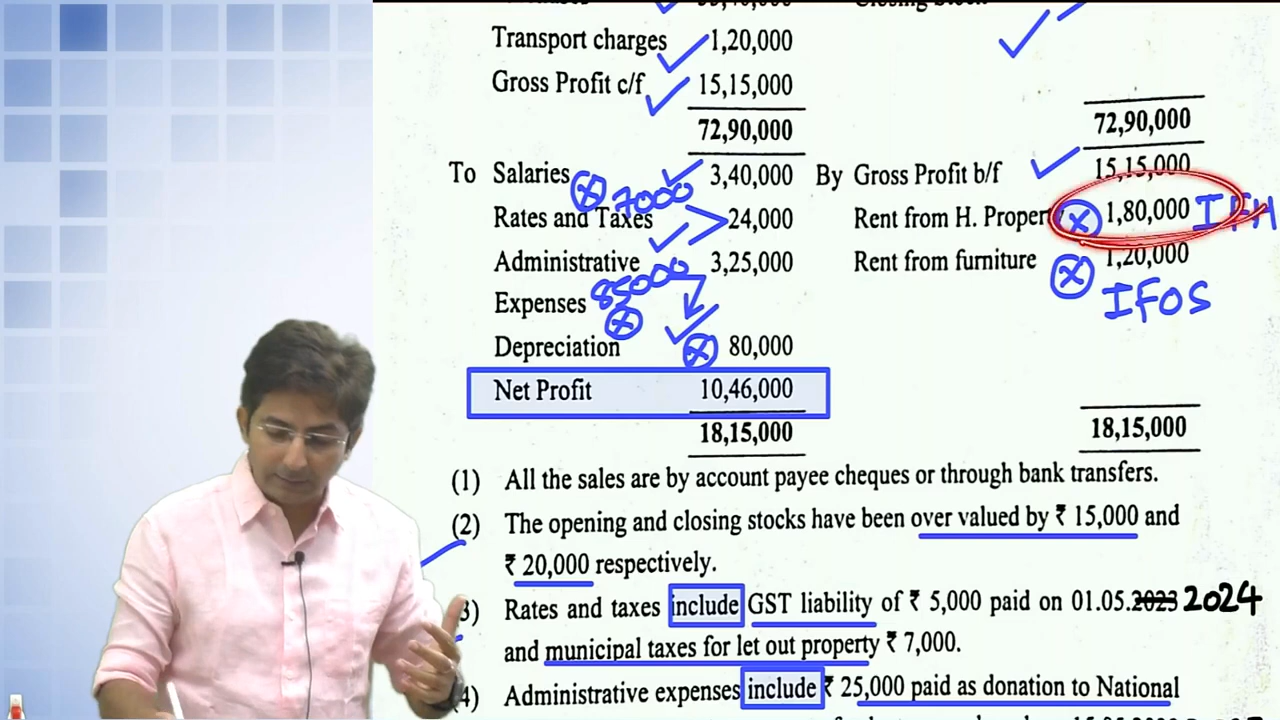 Transport charges 1,20,000
Gross Profit c/f 15,15,000
72,90,000 72,90,000
To Salaries 3,40,000 By Gross Profit b/f 15,15,000
7000
Rates and Taxes 24,000 Rent from H. Proper 1,80,000 IFH
Administrative 3,25,000 Rent from furniture 1,20,000
Expenses 85000 IFOS
Depreciation 80,000
Net Profit 10,46,000
18,15,000 18,15,000
(1) All the sales are by account payee cheques or through bank transfers.
(2) The opening and closing stocks have been over valued by ₹ 15,000 and
₹ 20,000 respectively.
3) Rates and taxes include GST liability of ₹ 5,000 paid on 01.05.2023 2024
and municipal taxes for let out property ₹ 7,000.
4) Administrative expenses include ₹ 25,000 paid as donation to National